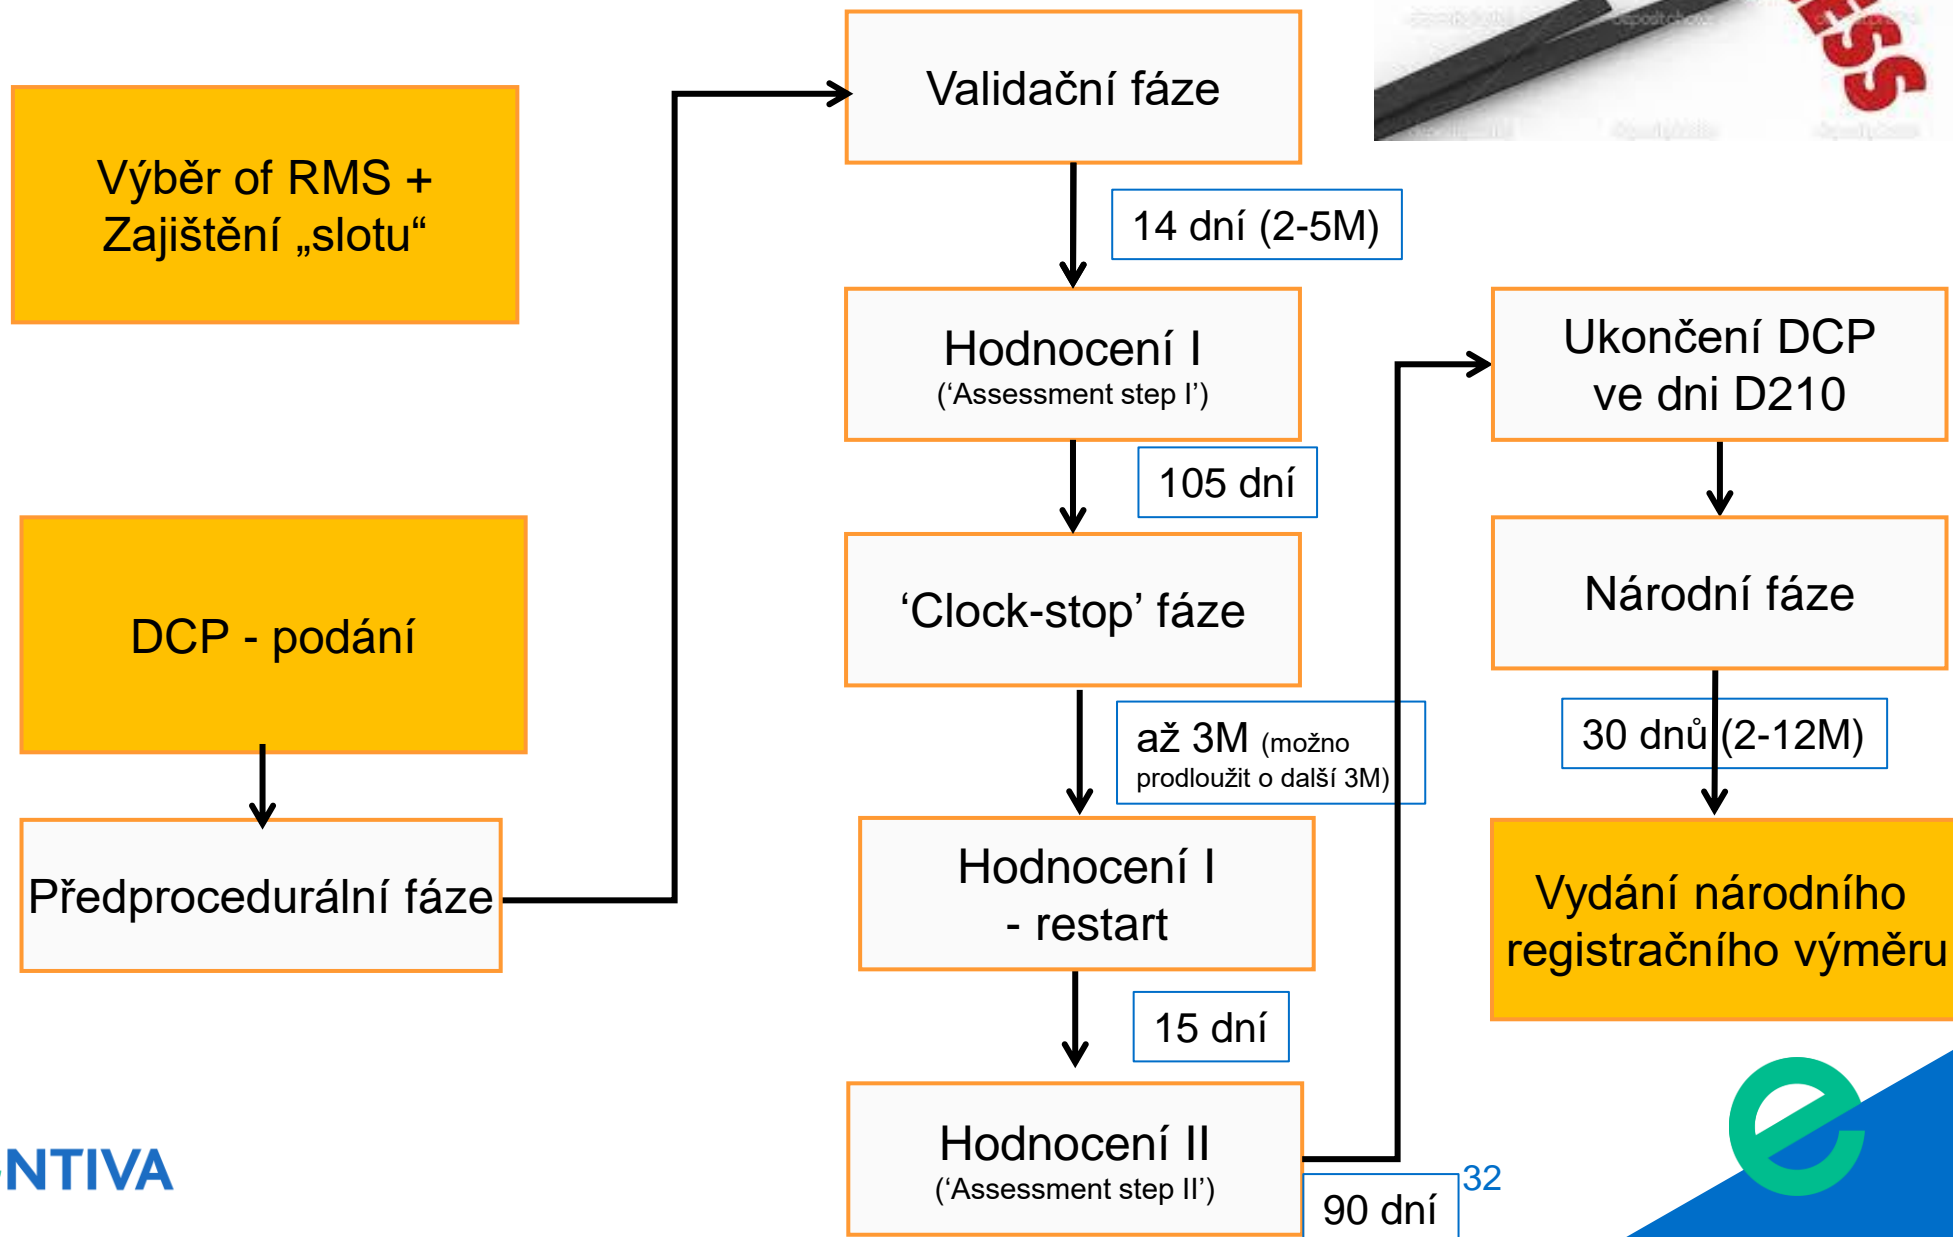 ESS
Výběr of RMS +
Zajištění „slotu“
DCP - podání
Předprocedurální fáze
Validační fáze
14 dní (2-5M)
Hodnocení I
(‘Assessment step I’)
105 dní
‘Clock-stop’ fáze
až 3M (možno
prodloužit o další 3M)
Hodnocení I
- restart
15 dní
Hodnocení II
(‘Assessment step II’)
90 dní
Ukončení DCP
ve dni D210
Národní fáze
30 dnů (2-12M)
Vydání národního
registračního výměru
NTIVA
32